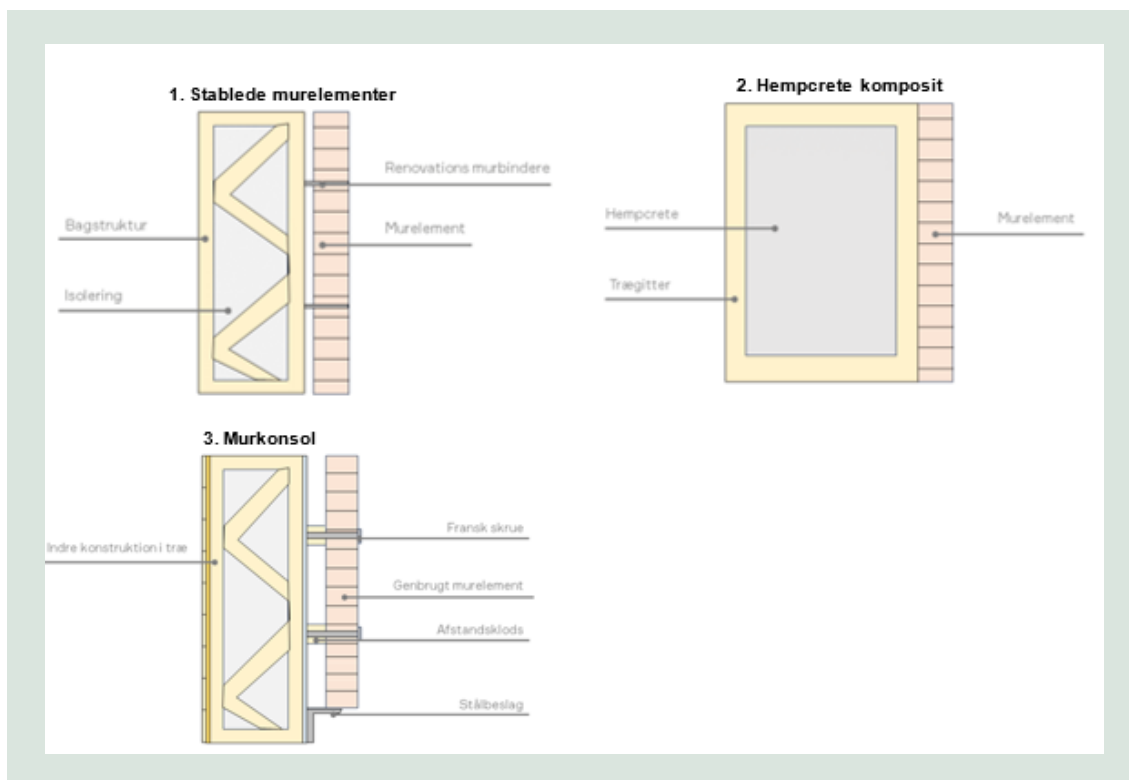 1. Stablede murelementer
Renovations murbindere
Bagstruktur
Murelement
Isolering
2. Hempcrete komposit
Hempcrete
Murelement
Trægitter
3. Murkonsol
Fransk skrue
Indre konstruktion i træ
Genbrugt murelement
Afstandsklods
Stålbeslag